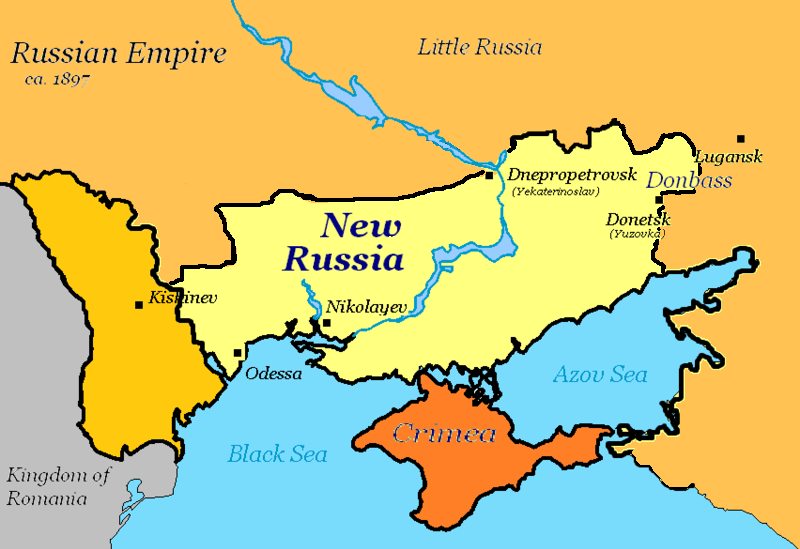 Russian Empire
ca. 1897
Little Russia
Lugansk
Dnepropetrovsk
(Yekaterinoslav)
Donbass
Donetsk
(Yuzovka)
New
Russia
Kishinev
Nikolayev
Odessa
Azov Sea
Crimea
Black Sea
Kingdom of
Romania